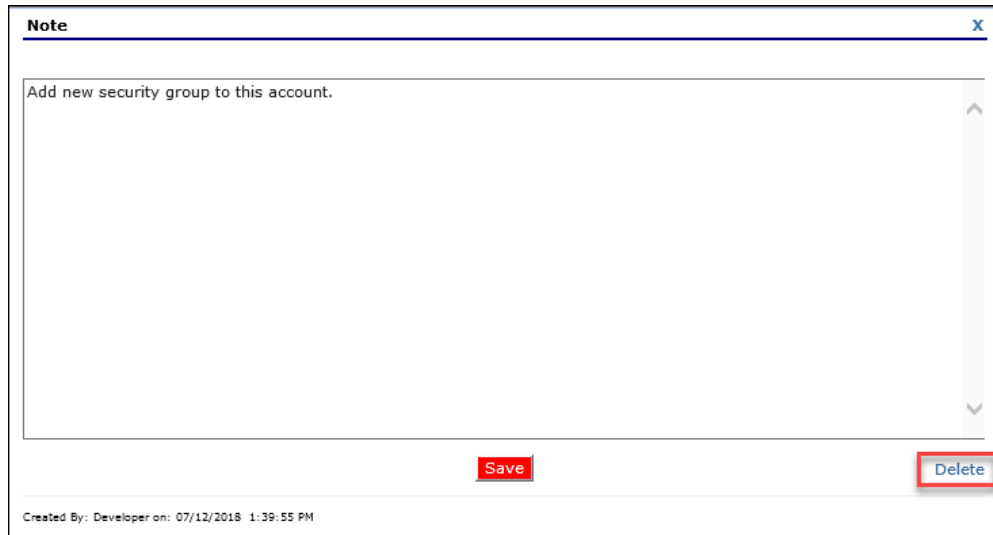 Note X
Add new security group to this account.
Save Delete
Created By: Developer on: 07/12/2018 1:39:55 PM